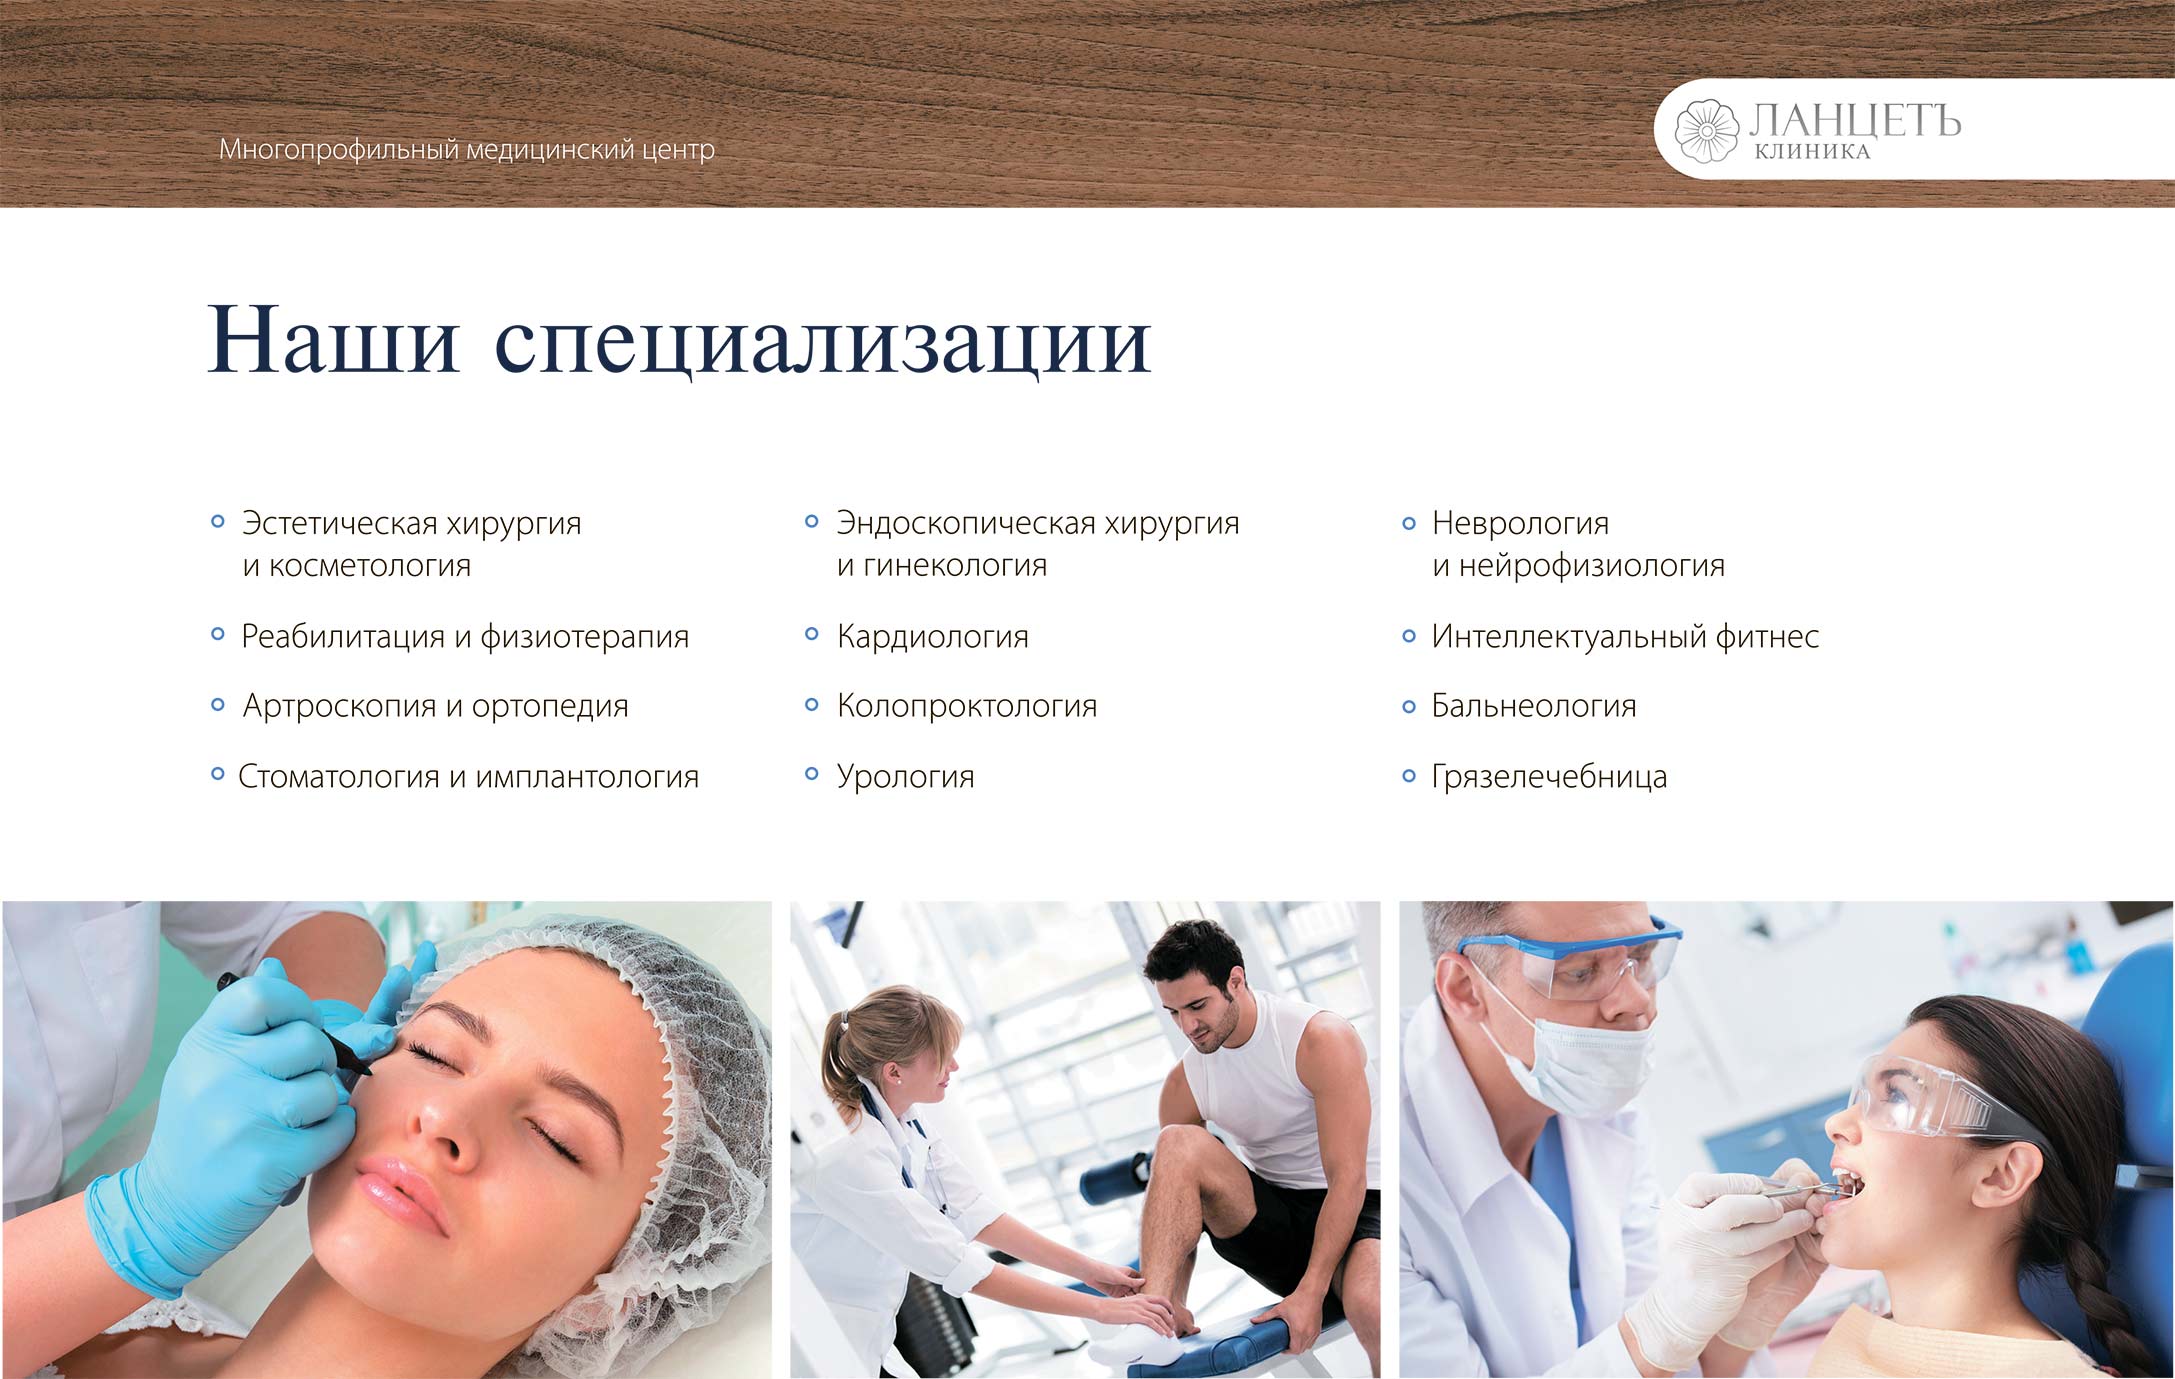 Многопрофильный медицинский центр
ЛАНЦЕТЪ
КЛИНИКА
Наши специализации
Эстетическая хирургия
и косметология
Реабилитация и физиотерапия
Артроскопия и ортопедия
Стоматология и имплантология
Эндоскопическая хирургия
и гинекология
Кардиология
Колопроктология
Урология
Неврология
и нейрофизиология
Интеллектуальный фитнес
Бальнеология
Грязелечебница